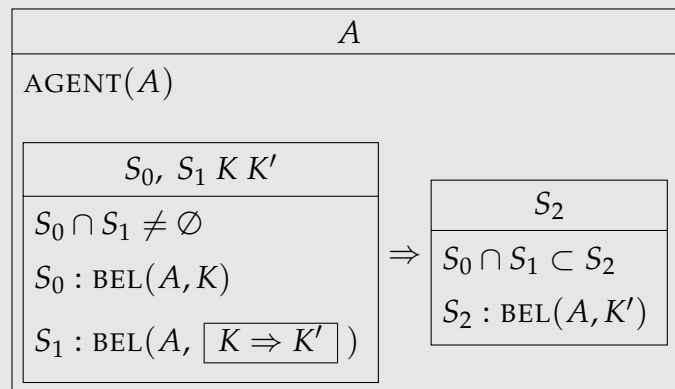 A
AGENT(A)
S₀, S₁ K K′
S₀ ∩ S₁ ≠ ∅
S₀ : BEL(A, K)
S₁ : BEL(A, K ⇒ K′ )
⇒
S₂
S₀ ∩ S₁ ⊂ S₂
S₂ : BEL(A, K′)